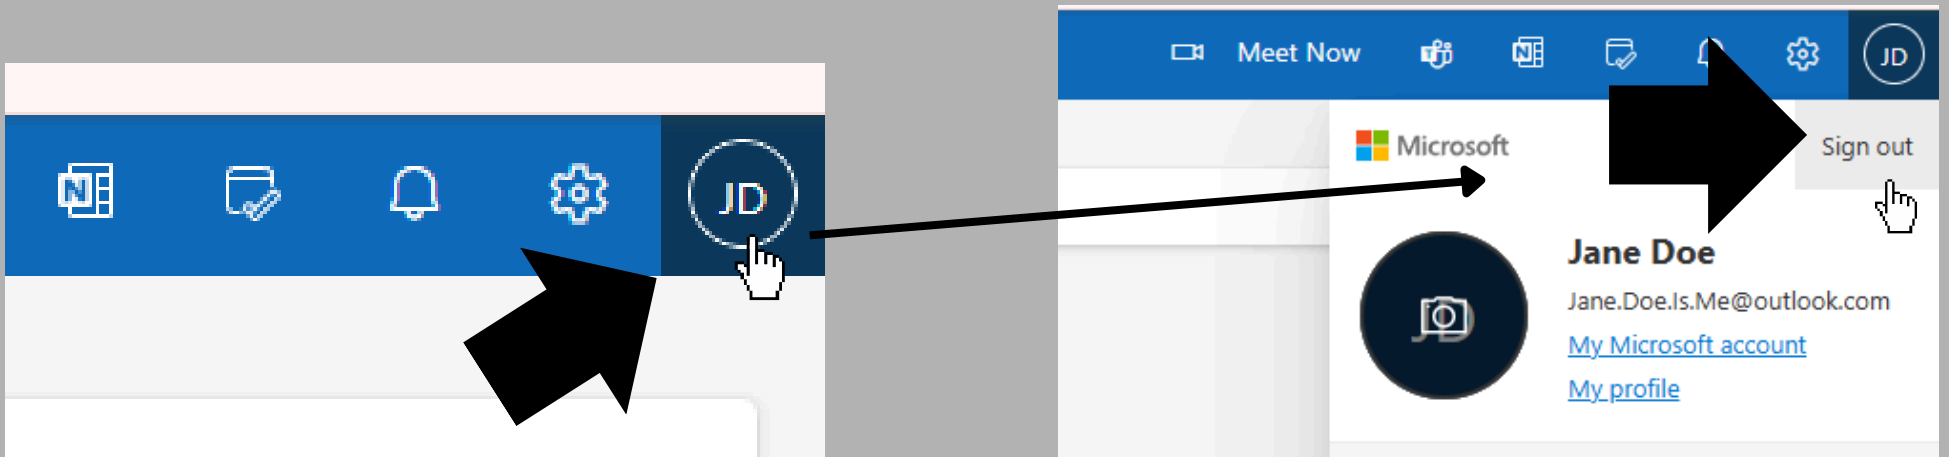 N
JD
Meet Now
N
JD
Microsoft
Sign out
JD
Jane Doe
Jane.Doe.Is.Me@outlook.com
My Microsoft account
My profile